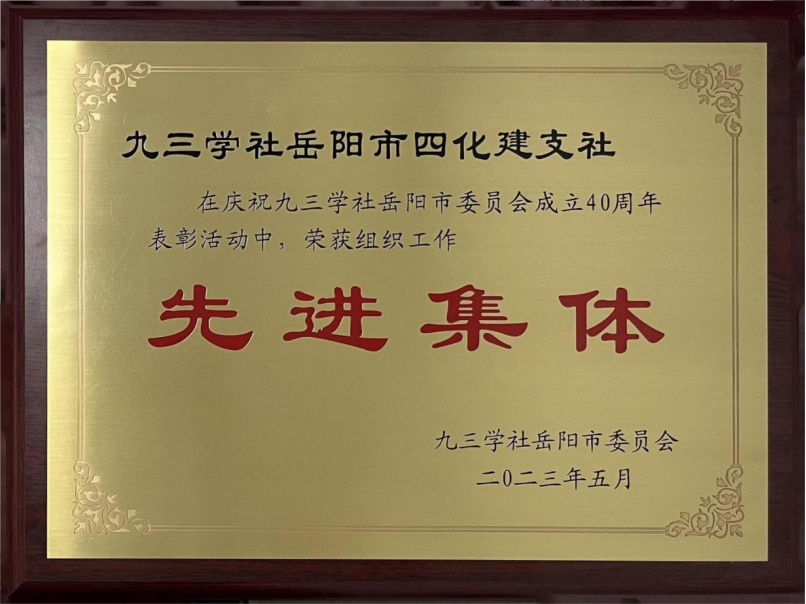 九三学社岳阳市四化建支社
在庆祝九三学社岳阳市委员会成立40周年
表彰活动中，荣获组织工作
先进集体
九三学社岳阳市委员会
二〇二三年五月